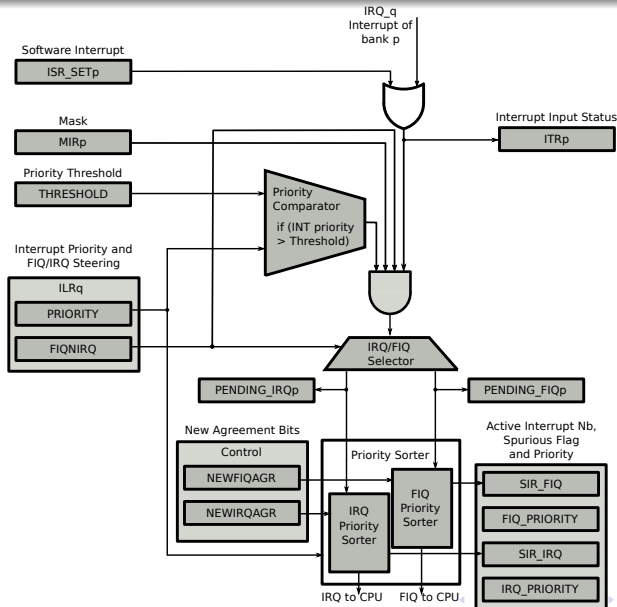 IRQ_q
Interrupt of
bank p
Software Interrupt
ISR_SETp
Mask
MIRp
Interrupt Input Status
ITRp
Priority Threshold
THRESHOLD
Priority
Comparator
if (INT priority
> Threshold)
Interrupt Priority and
FIQ/IRQ Steering
ILRq
PRIORITY
FIQNIRQ
IRQ/FIQ
Selector
PENDING_IRQp
PENDING_FIQp
New Agreement Bits
Control
NEWFIQAGR
NEWIRQAGR
Priority Sorter
IRQ
Priority
Sorter
FIQ
Priority
Sorter
Active Interrupt Nb,
Spurious Flag
and Priority
SIR_FIQ
FIQ_PRIORITY
SIR_IRQ
IRQ_PRIORITY
IRQ to CPU
FIQ to CPU